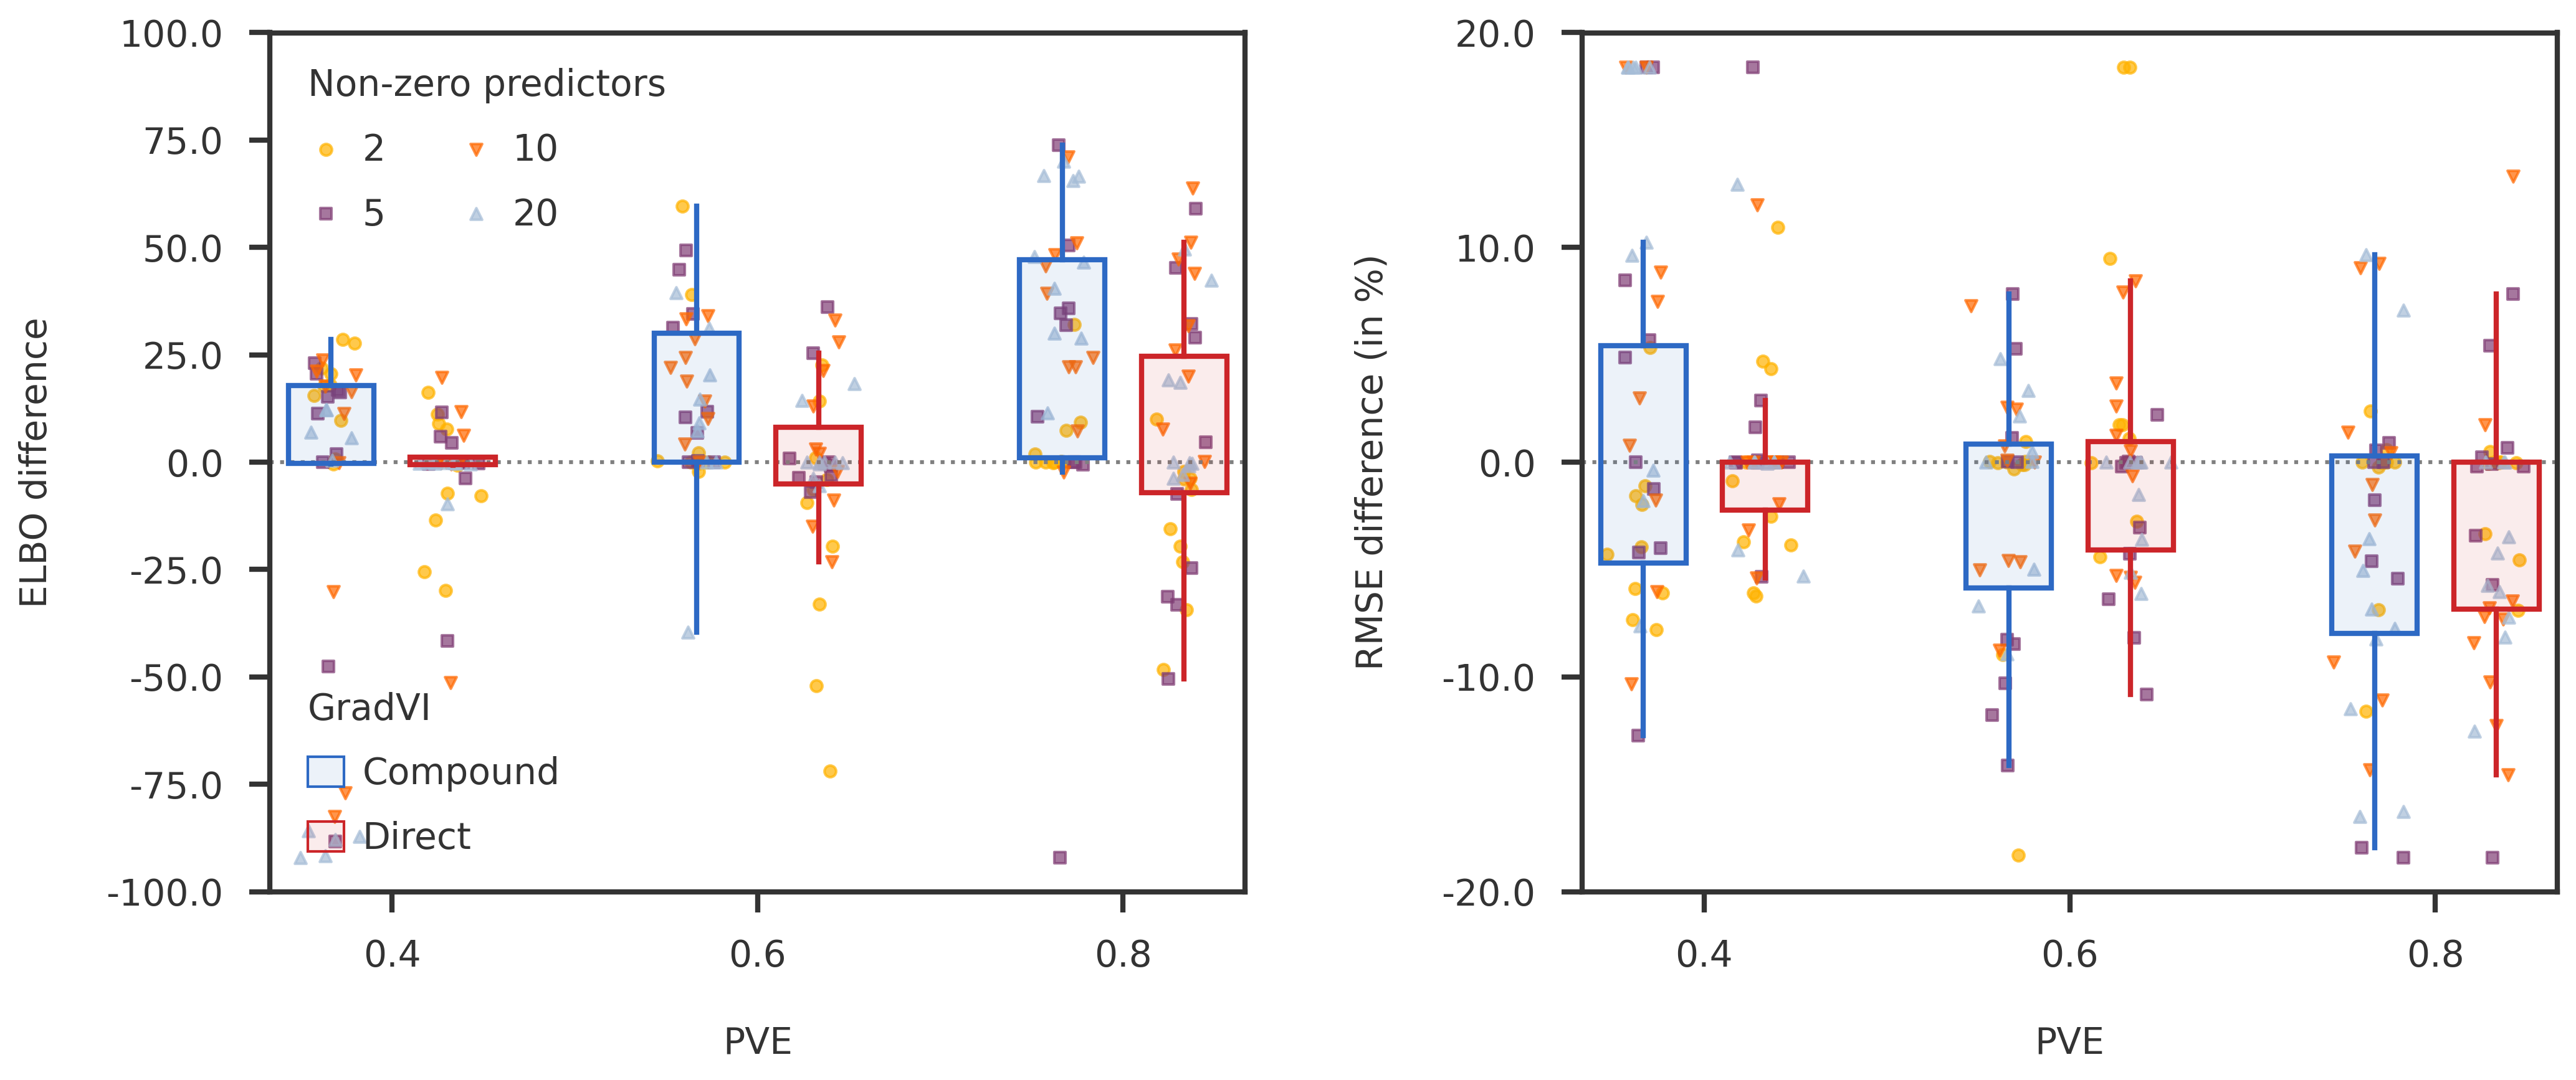 100.0
75.0
50.0
25.0
0.0
-25.0
-50.0
-75.0
-100.0
ELBO difference
Non-zero predictors
2 10
5 20
GradVI
Compound
Direct
0.4 0.6 0.8
PVE
20.0
10.0
0.0
-10.0
-20.0
RMSE difference (in %)
0.4 0.6 0.8
PVE